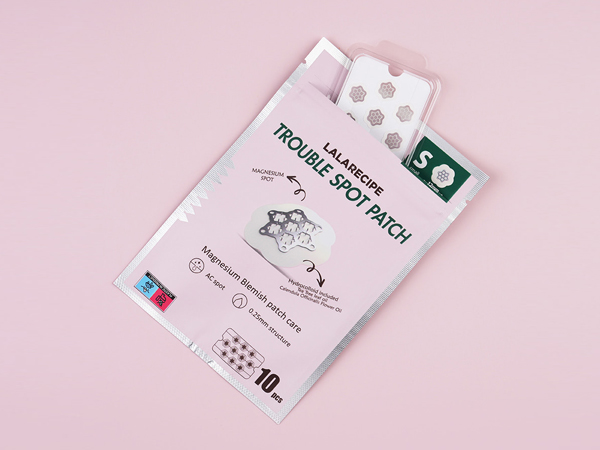 LALARECIPE
TROUBLE SPOT PATCH
MAGNESIUM
SPOT
Hydrocolloid included
Tea Tree leaf oil
Calendula Officinalis Flower Oil
Magnesium Blemish patch care
AC spot
0.25mm structure
10 pcs
S
12mm